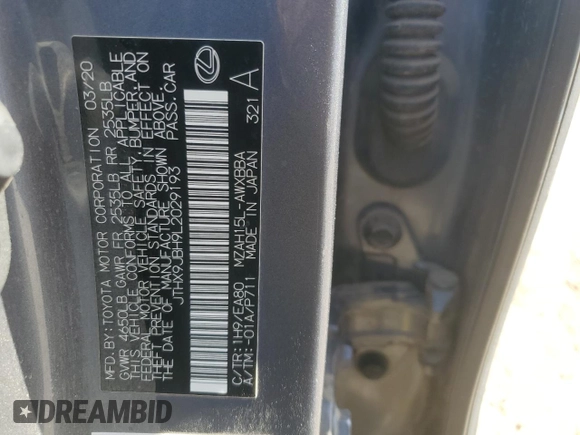 MFD. BY: TOYOTA MOTOR CORPORATION 03/20
GVWR 4650LB GAWR FR 2535LB RR 2535LB
THIS VEHICLE CONFORMS TO ALL APPLICABLE
FEDERAL MOTOR VEHICLE SAFETY, BUMPER, AND
THEFT PREVENTION STANDARDS IN EFFECT ON
THE DATE OF MANUFACTURE SHOWN ABOVE.
JTHX9JBH9L2029193 PASS. CAR
C/TR: 1H9/EA80 MZAH15L-AWXBBA
A/TM: -01A/P711 MADE IN JAPAN 321 A
DREAMBID